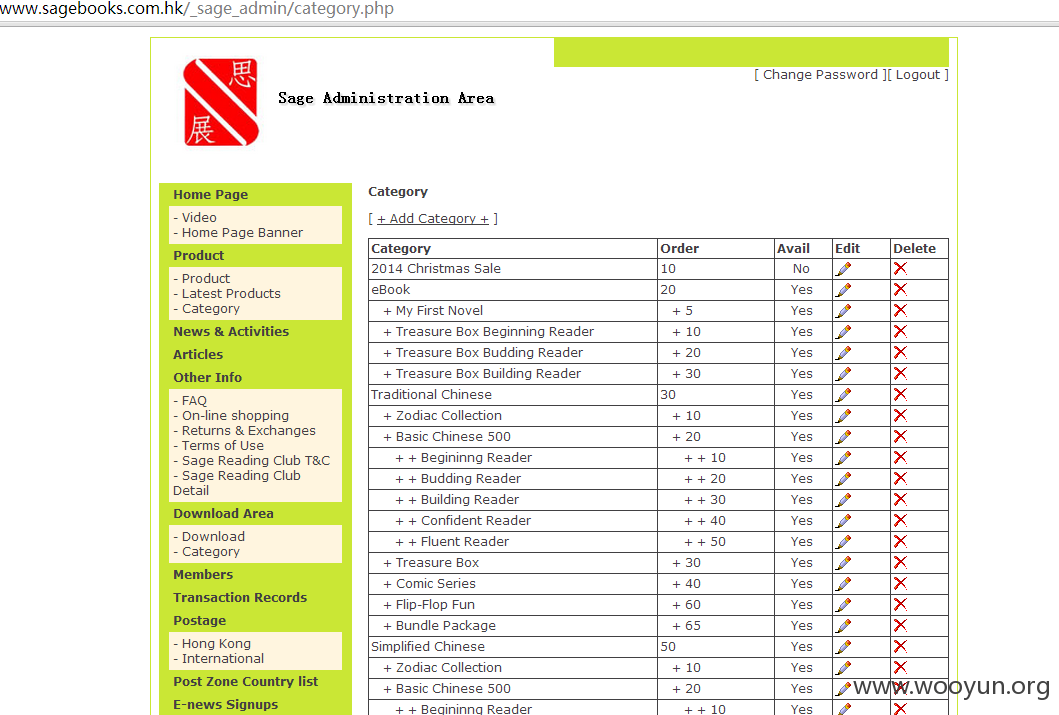 www.sagebooks.com.hk/_sage_admin/category.php
[ Change Password ][ Logout ]
思
展
Sage Administration Area
Home Page
- Video
- Home Page Banner
Product
- Product
- Latest Products
- Category
News & Activities
Articles
Other Info
- FAQ
- On-line shopping
- Returns & Exchanges
- Terms of Use
- Sage Reading Club T&C
- Sage Reading Club
Detail
Download Area
- Download
- Category
Members
Transaction Records
Postage
- Hong Kong
- International
Post Zone Country list
E-news Signups
Category
[ + Add Category + ]
Category Order Avail Edit Delete
2014 Christmas Sale 10 No
eBook 20 Yes
+ My First Novel + 5 Yes
+ Treasure Box Beginning Reader + 10 Yes
+ Treasure Box Budding Reader + 20 Yes
+ Treasure Box Building Reader + 30 Yes
Traditional Chinese 30 Yes
+ Zodiac Collection + 10 Yes
+ Basic Chinese 500 + 20 Yes
+ + Begininng Reader + + 10 Yes
+ + Budding Reader + + 20 Yes
+ + Building Reader + + 30 Yes
+ + Confident Reader + + 40 Yes
+ + Fluent Reader + + 50 Yes
+ Treasure Box + 30 Yes
+ Comic Series + 40 Yes
+ Flip-Flop Fun + 60 Yes
+ Bundle Package + 65 Yes
Simplified Chinese 50 Yes
+ Zodiac Collection + 10 Yes
+ Basic Chinese 500 + 20 Yes
+ + Begininng Reader + + 10 Yes
www.wooyun.org